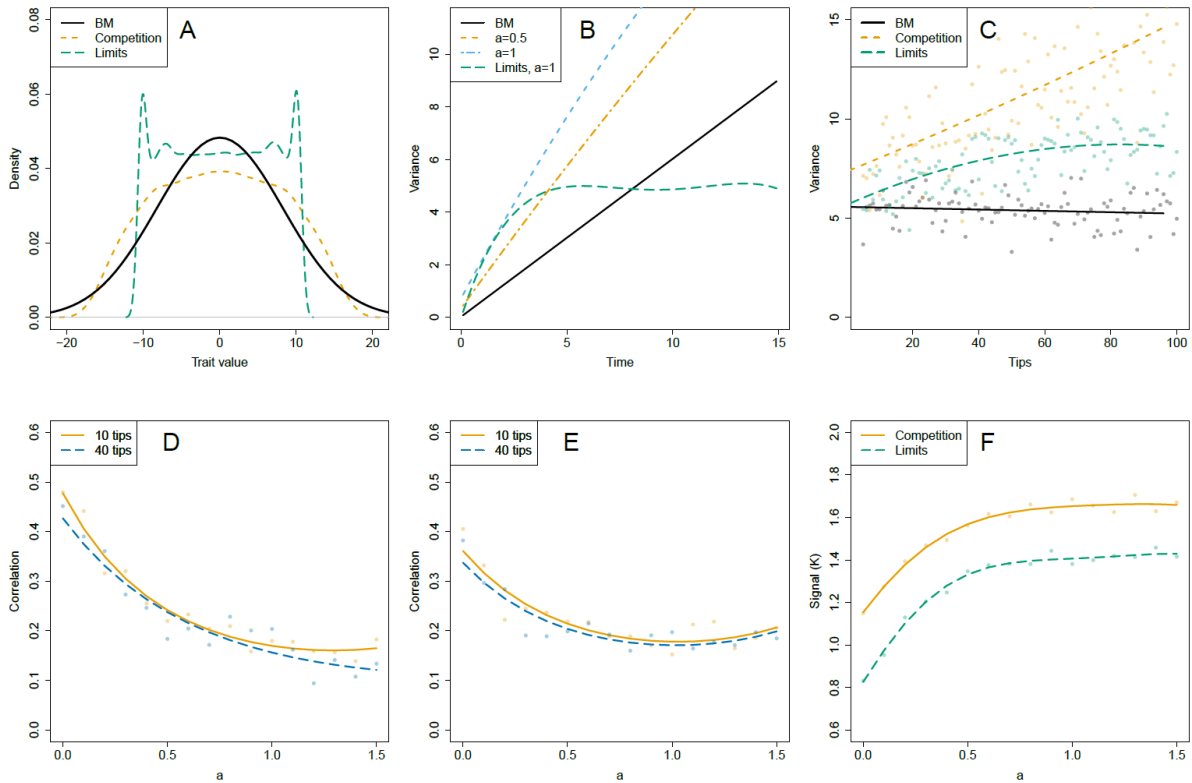 A
BM
Competition
Limits
Density
0.00
0.02
0.04
0.06
0.08
−20
−10
0
10
20
Trait value
B
BM
a=0.5
a=1
Limits, a=1
Variance
0
2
4
6
8
10
0
5
10
15
Time
C
BM
Competition
Limits
Variance
0
5
10
15
0
20
40
60
80
100
Tips
D
10 tips
40 tips
Correlation
0.0
0.1
0.2
0.3
0.4
0.5
0.6
0.0
0.5
1.0
1.5
a
E
10 tips
40 tips
Correlation
0.0
0.1
0.2
0.3
0.4
0.5
0.6
0.0
0.5
1.0
1.5
a
F
Competition
Limits
Signal (K)
0.6
0.8
1.0
1.2
1.4
1.6
1.8
2.0
0.0
0.5
1.0
1.5
a